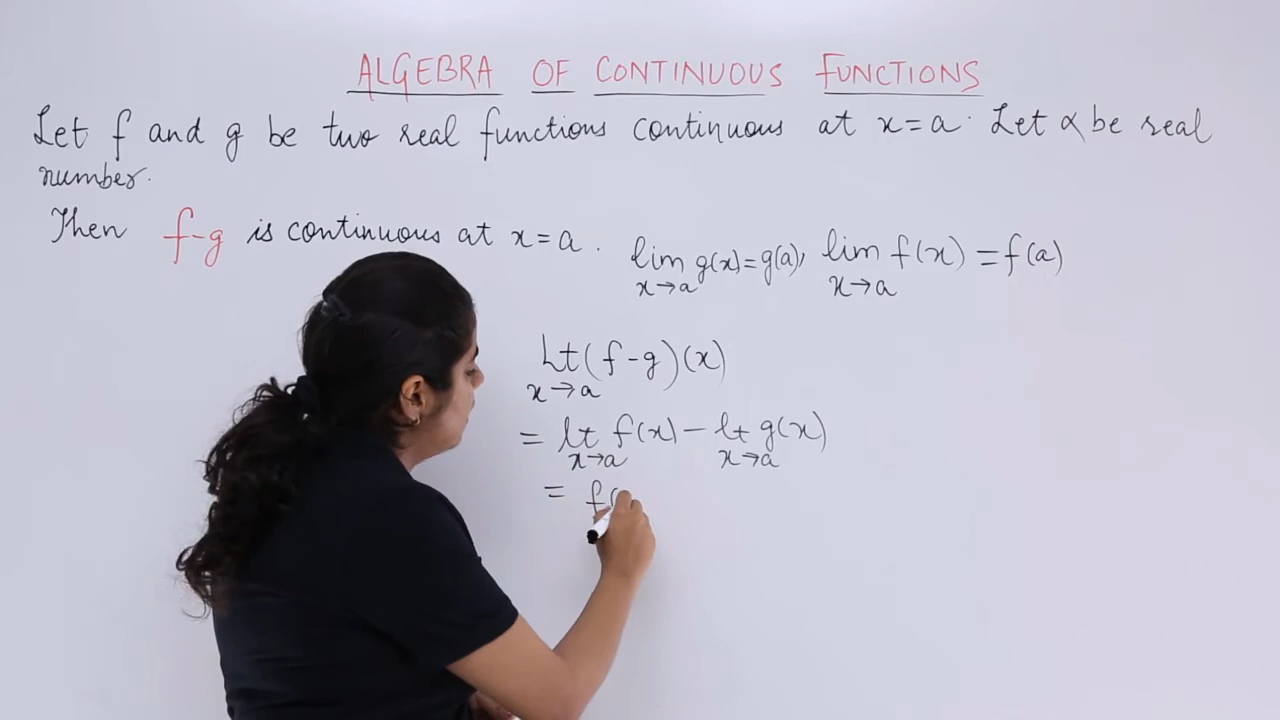 ALGEBRA OF CONTINUOUS FUNCTIONS
Let f and g be two real functions continuous at x=a. Let α be real
number.
Then f-g is continuous at x=a.
lim g(x)=g(a), lim f(x)=f(a)
x→a x→a
Lt (f-g)(x)
x→a
= lt f(x) - lt g(x)
x→a x→a
= f(